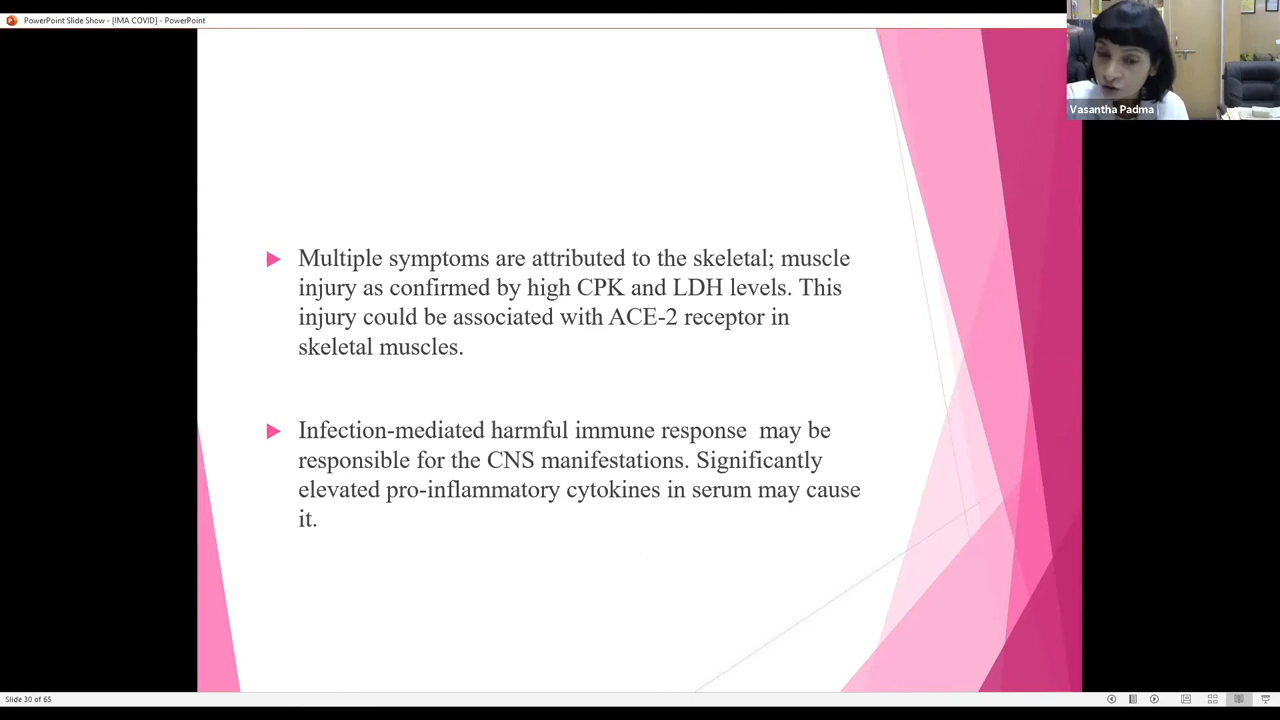 PowerPoint Slide Show - [IMA COVID] - PowerPoint
Vasantha Padma
Multiple symptoms are attributed to the skeletal; muscle
injury as confirmed by high CPK and LDH levels. This
injury could be associated with ACE-2 receptor in
skeletal muscles.
Infection-mediated harmful immune response  may be
responsible for the CNS manifestations. Significantly
elevated pro-inflammatory cytokines in serum may cause
it.
Slide 30 of 65